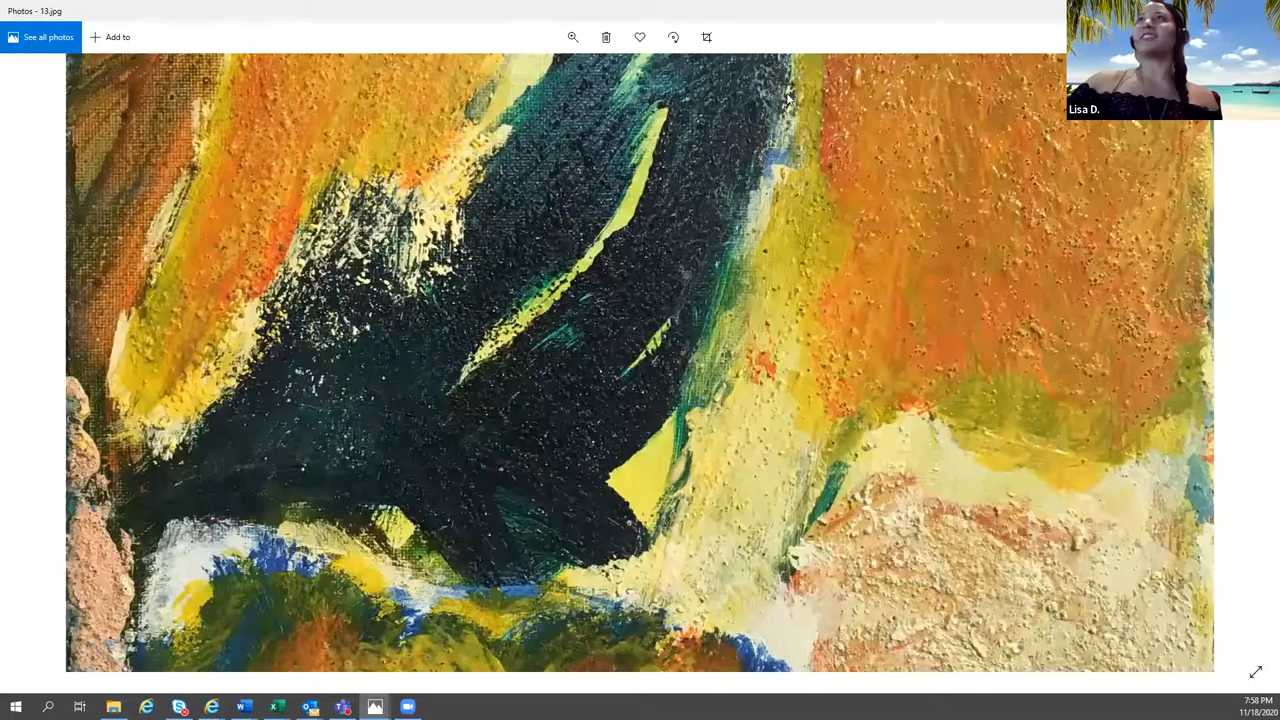 Photos - 13.jpg
See all photos
Add to
Lisa D.
7:58 PM
11/18/2020